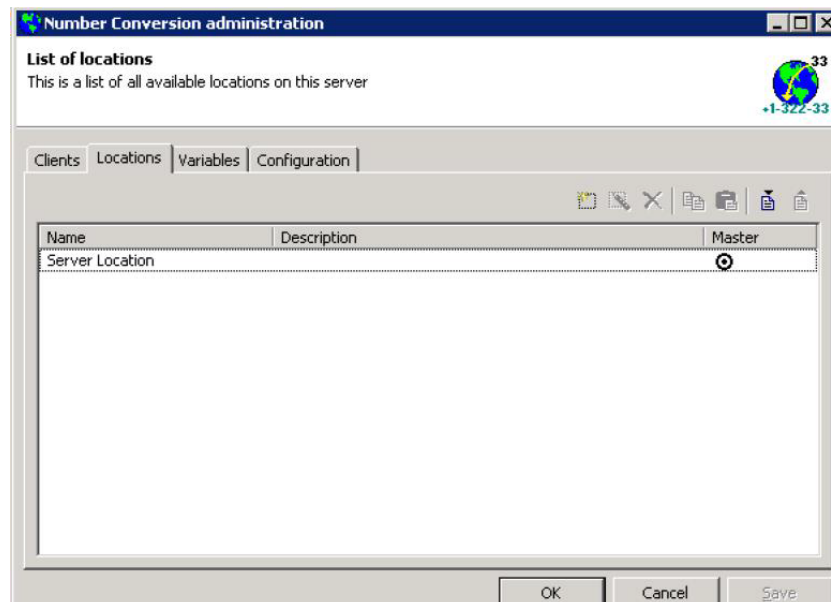 Number Conversion administration
List of locations
This is a list of all available locations on this server
33
+1-322-33
Clients Locations Variables Configuration
Name Description Master
Server Location
OK Cancel Save